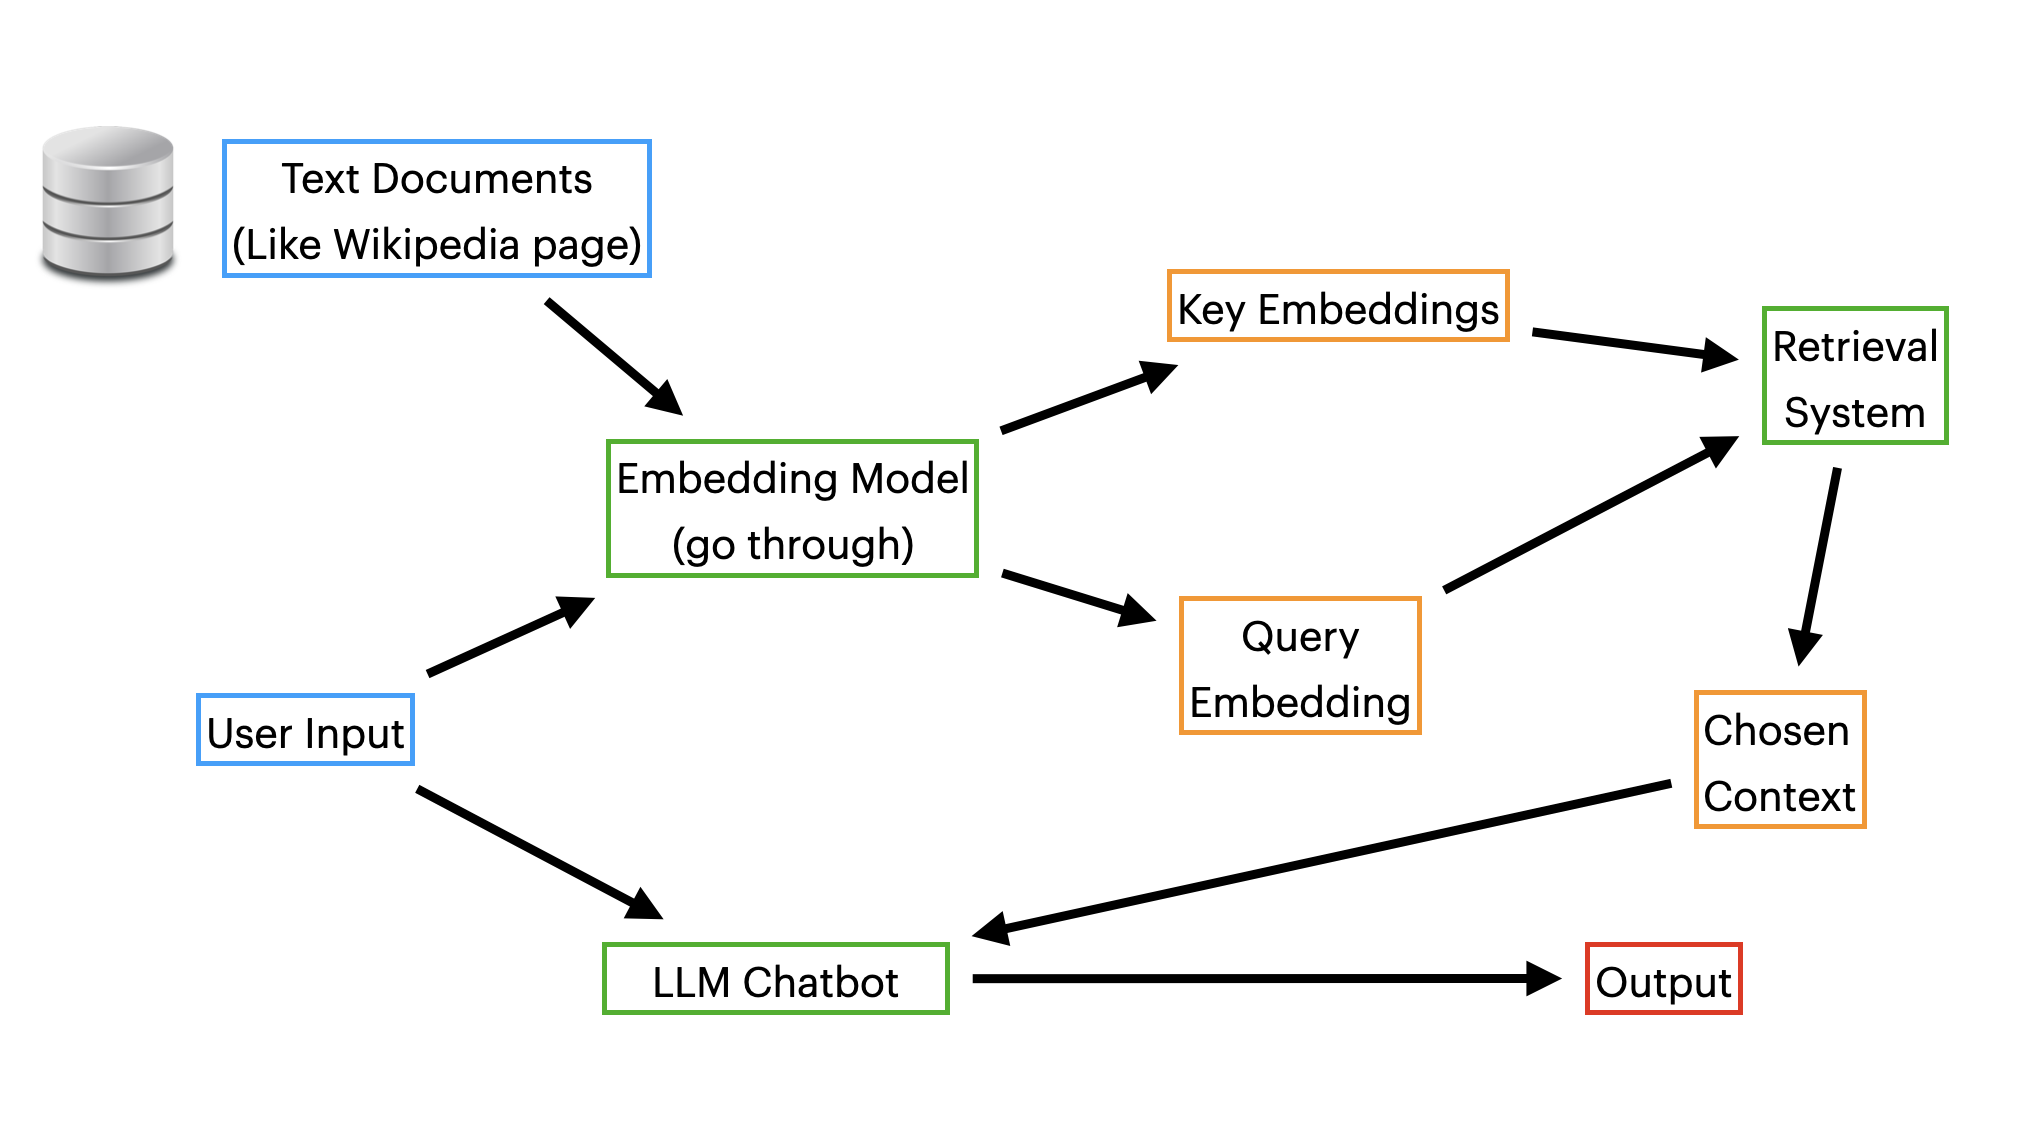 Text Documents
(Like Wikipedia page)
Key Embeddings
Retrieval
System
Embedding Model
(go through)
Query
Embedding
User Input
Chosen
Context
LLM Chatbot
Output